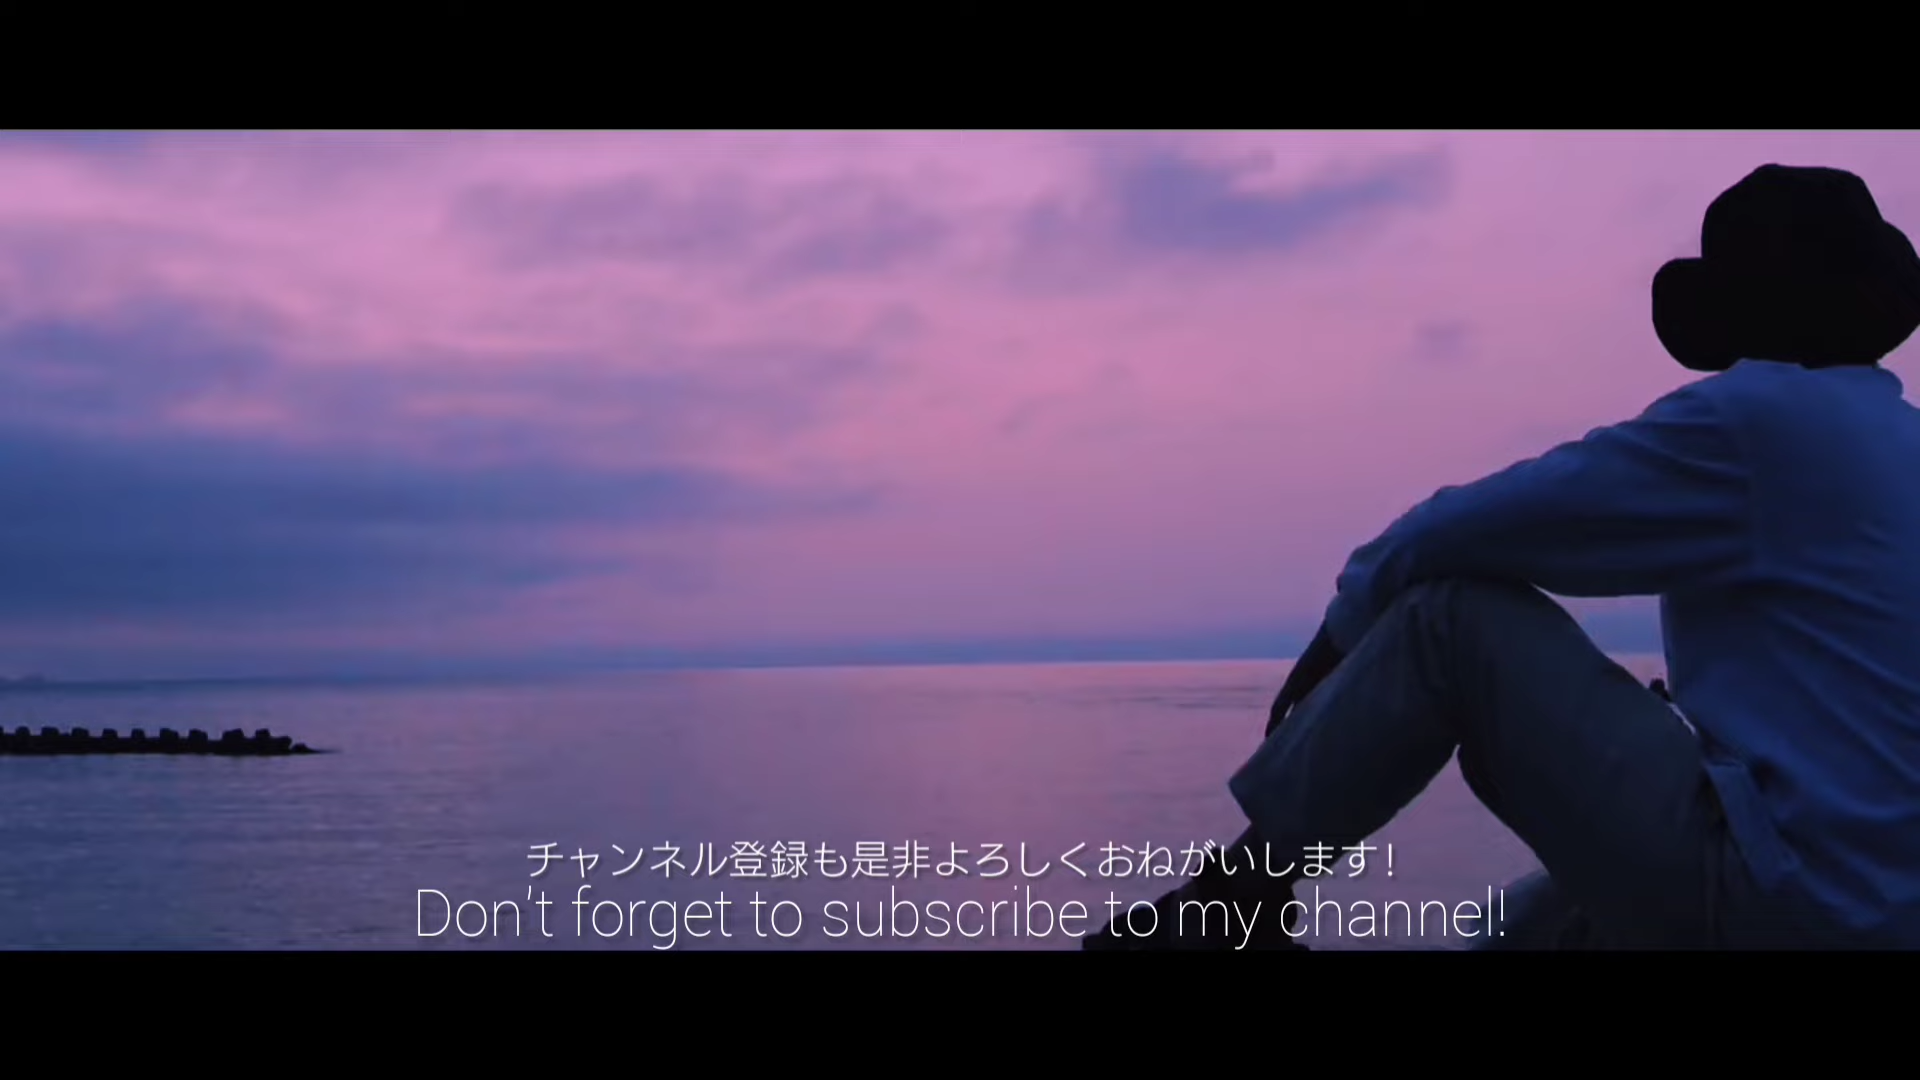 チャンネル登録も是非よろしくおねがいします!
Don't forget to subscribe to my channel!